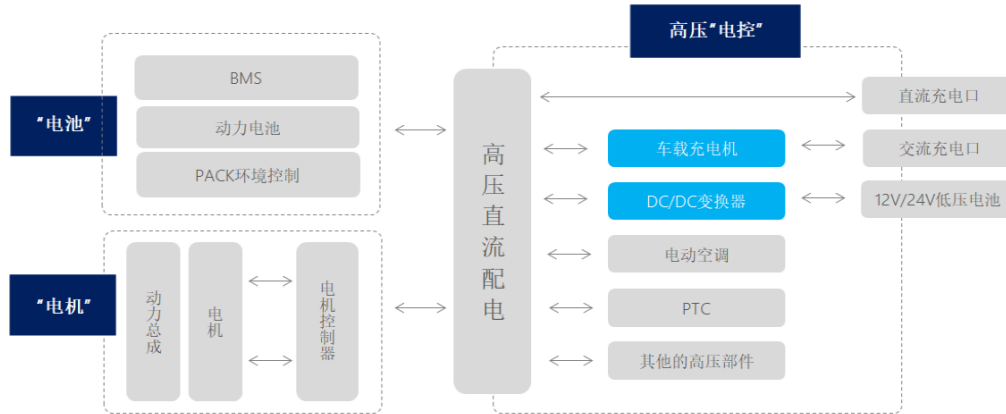 高压"电控"
BMS
直流充电口
"电池"
动力电池
车载充电机
交流充电口
PACK环境控制
DC/DC变换器
12V/24V低压电池
高压直流配电
电动空调
"电机"
动力总成
电机
电机控制器
PTC
其他的高压部件